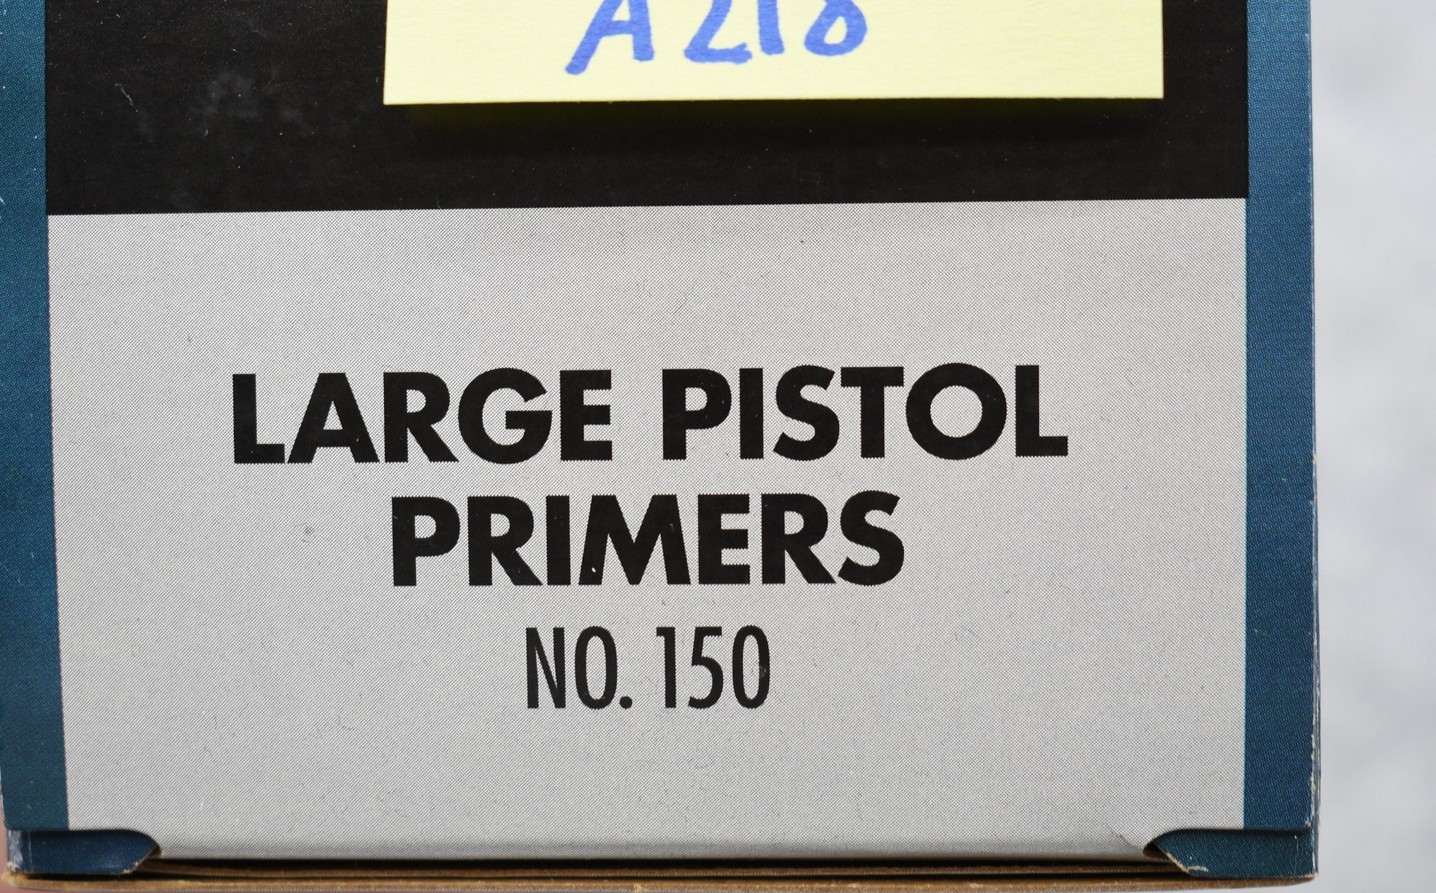 A218
LARGE PISTOL
PRIMERS
NO. 150